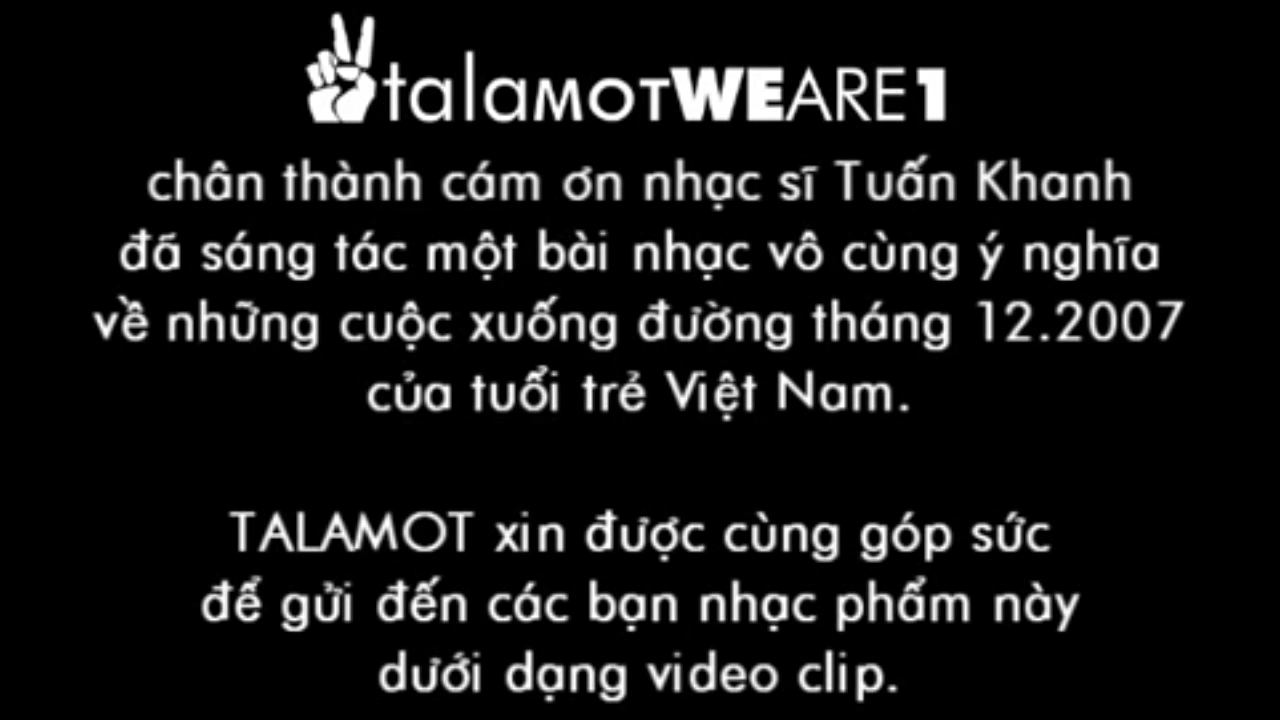 talaMOTWEARE1
chân thành cám ơn nhạc sĩ Tuấn Khanh
đã sáng tác một bài nhạc vô cùng ý nghĩa
về những cuộc xuống đường tháng 12.2007
của tuổi trẻ Việt Nam.
TALAMOT xin được cùng góp sức
để gửi đến các bạn nhạc phẩm này
dưới dạng video clip.